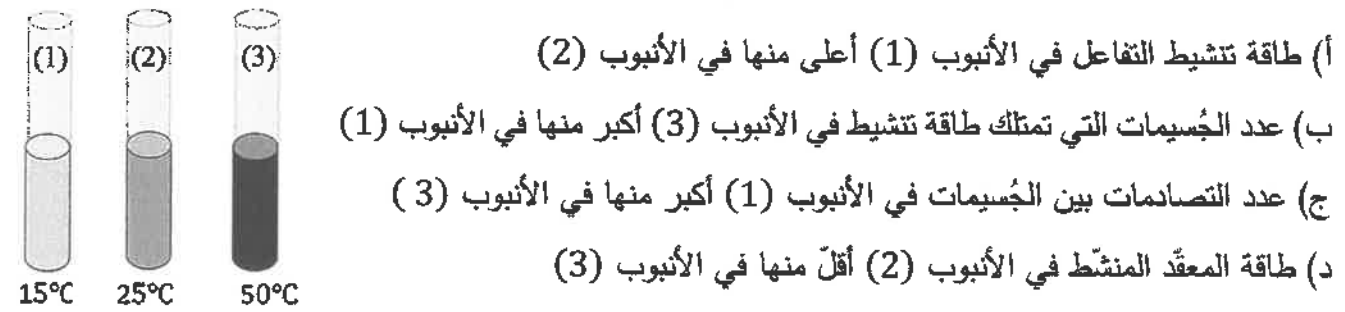 (1) (2) (3)
15°C 25°C 50°C
أ) طاقة تنشيط التفاعل في الأنبوب (1) أعلى منها في الأنبوب (2)
ب) عدد الجُسيمات التي تمتلك طاقة تنشيط في الأنبوب (3) أكبر منها في الأنبوب (1)
ج) عدد التصادمات بين الجُسيمات في الأنبوب (1) أكبر منها في الأنبوب (3 )
د) طاقة المعقّد المنشّط في الأنبوب (2) أقلّ منها في الأنبوب (3)